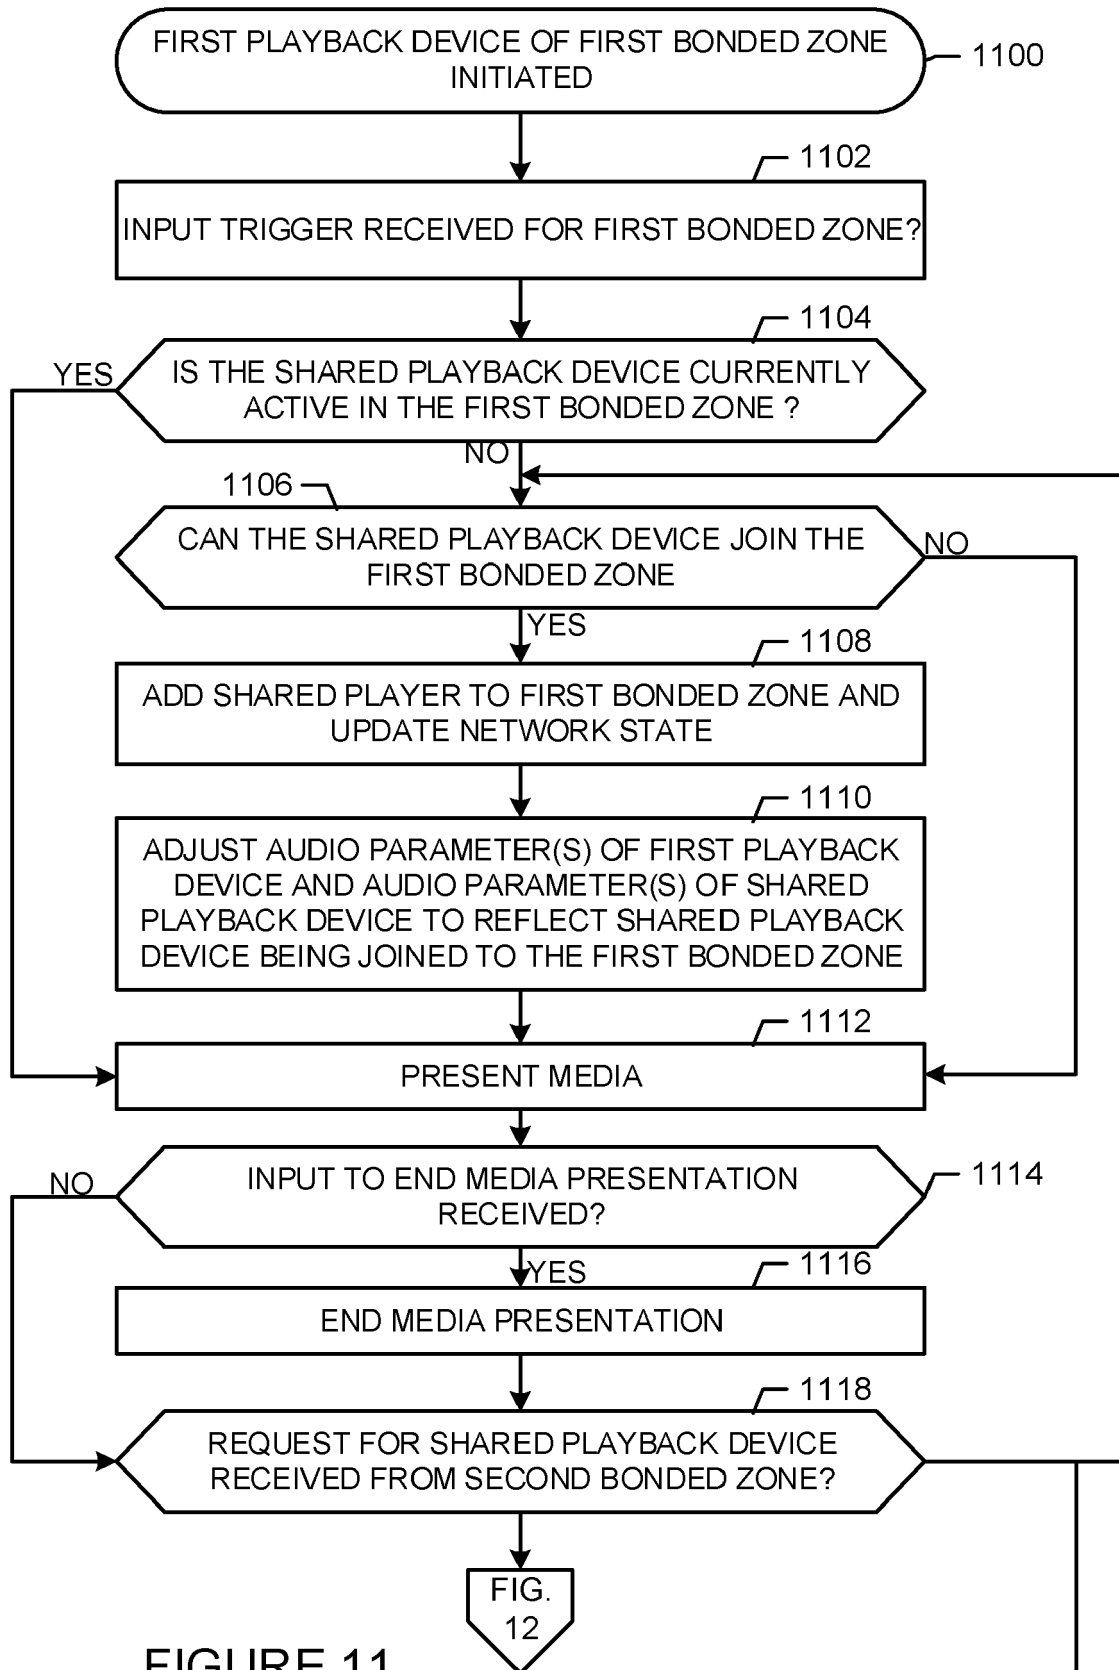 FIRST PLAYBACK DEVICE OF FIRST BONDED ZONE
INITIATED
1100
1102
INPUT TRIGGER RECEIVED FOR FIRST BONDED ZONE?
1104
YES
IS THE SHARED PLAYBACK DEVICE CURRENTLY
ACTIVE IN THE FIRST BONDED ZONE ?
NO
1106
CAN THE SHARED PLAYBACK DEVICE JOIN THE
FIRST BONDED ZONE
NO
YES
1108
ADD SHARED PLAYER TO FIRST BONDED ZONE AND
UPDATE NETWORK STATE
1110
ADJUST AUDIO PARAMETER(S) OF FIRST PLAYBACK
DEVICE AND AUDIO PARAMETER(S) OF SHARED
PLAYBACK DEVICE TO REFLECT SHARED PLAYBACK
DEVICE BEING JOINED TO THE FIRST BONDED ZONE
1112
PRESENT MEDIA
NO
INPUT TO END MEDIA PRESENTATION
RECEIVED?
1114
YES
1116
END MEDIA PRESENTATION
1118
REQUEST FOR SHARED PLAYBACK DEVICE
RECEIVED FROM SECOND BONDED ZONE?
FIG.
12
FIGURE 11